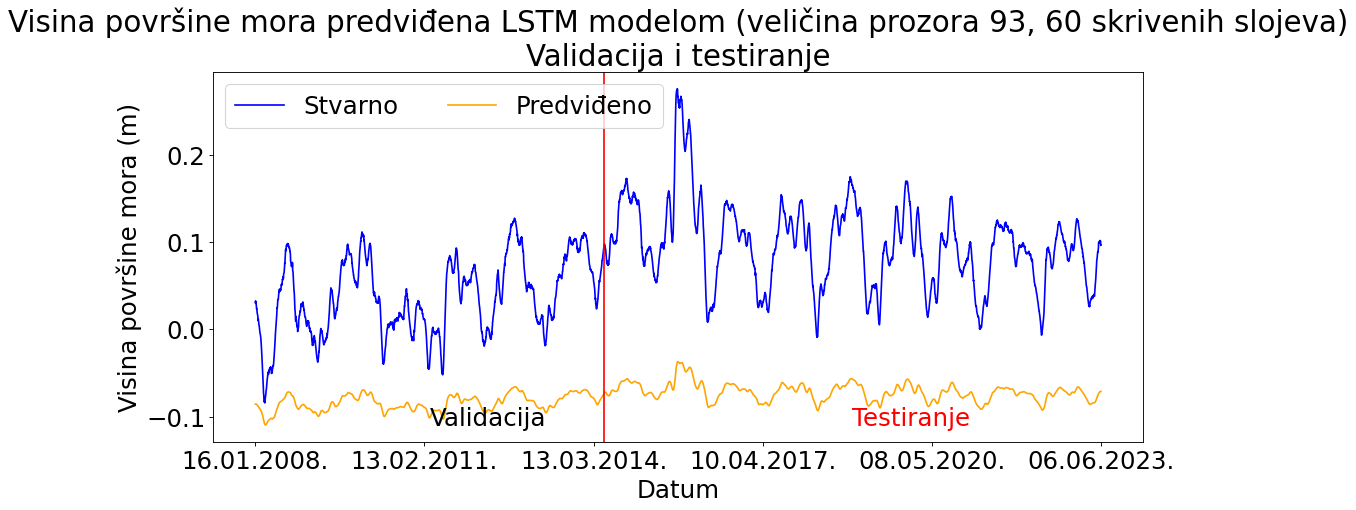 Visina površine mora predviđena LSTM modelom (veličina prozora 93, 60 skrivenih slojeva)
Validacija i testiranje
Stvarno
Predviđeno
Visina površine mora (m)
0.2
0.1
0.0
−0.1
Validacija
Testiranje
16.01.2008.
13.02.2011.
13.03.2014.
10.04.2017.
08.05.2020.
06.06.2023.
Datum